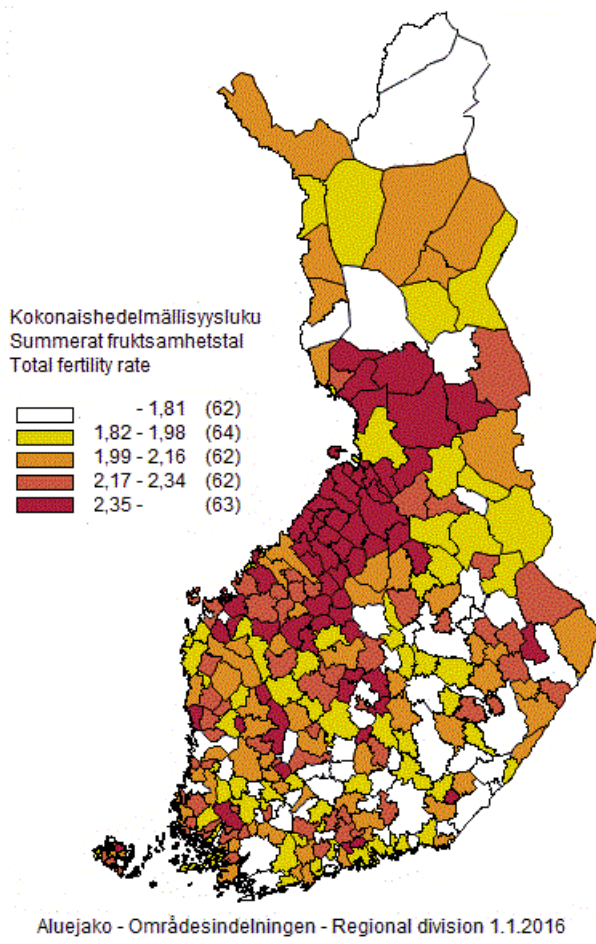 Kokonaishedelmällisyysluku
Summerat fruktsamhetstal
Total fertility rate
- 1,81 (62)
1,82 - 1,98 (64)
1,99 - 2,16 (62)
2,17 - 2,34 (62)
2,35 - (63)
Aluejako - Områdesindelningen - Regional division 1.1.2016